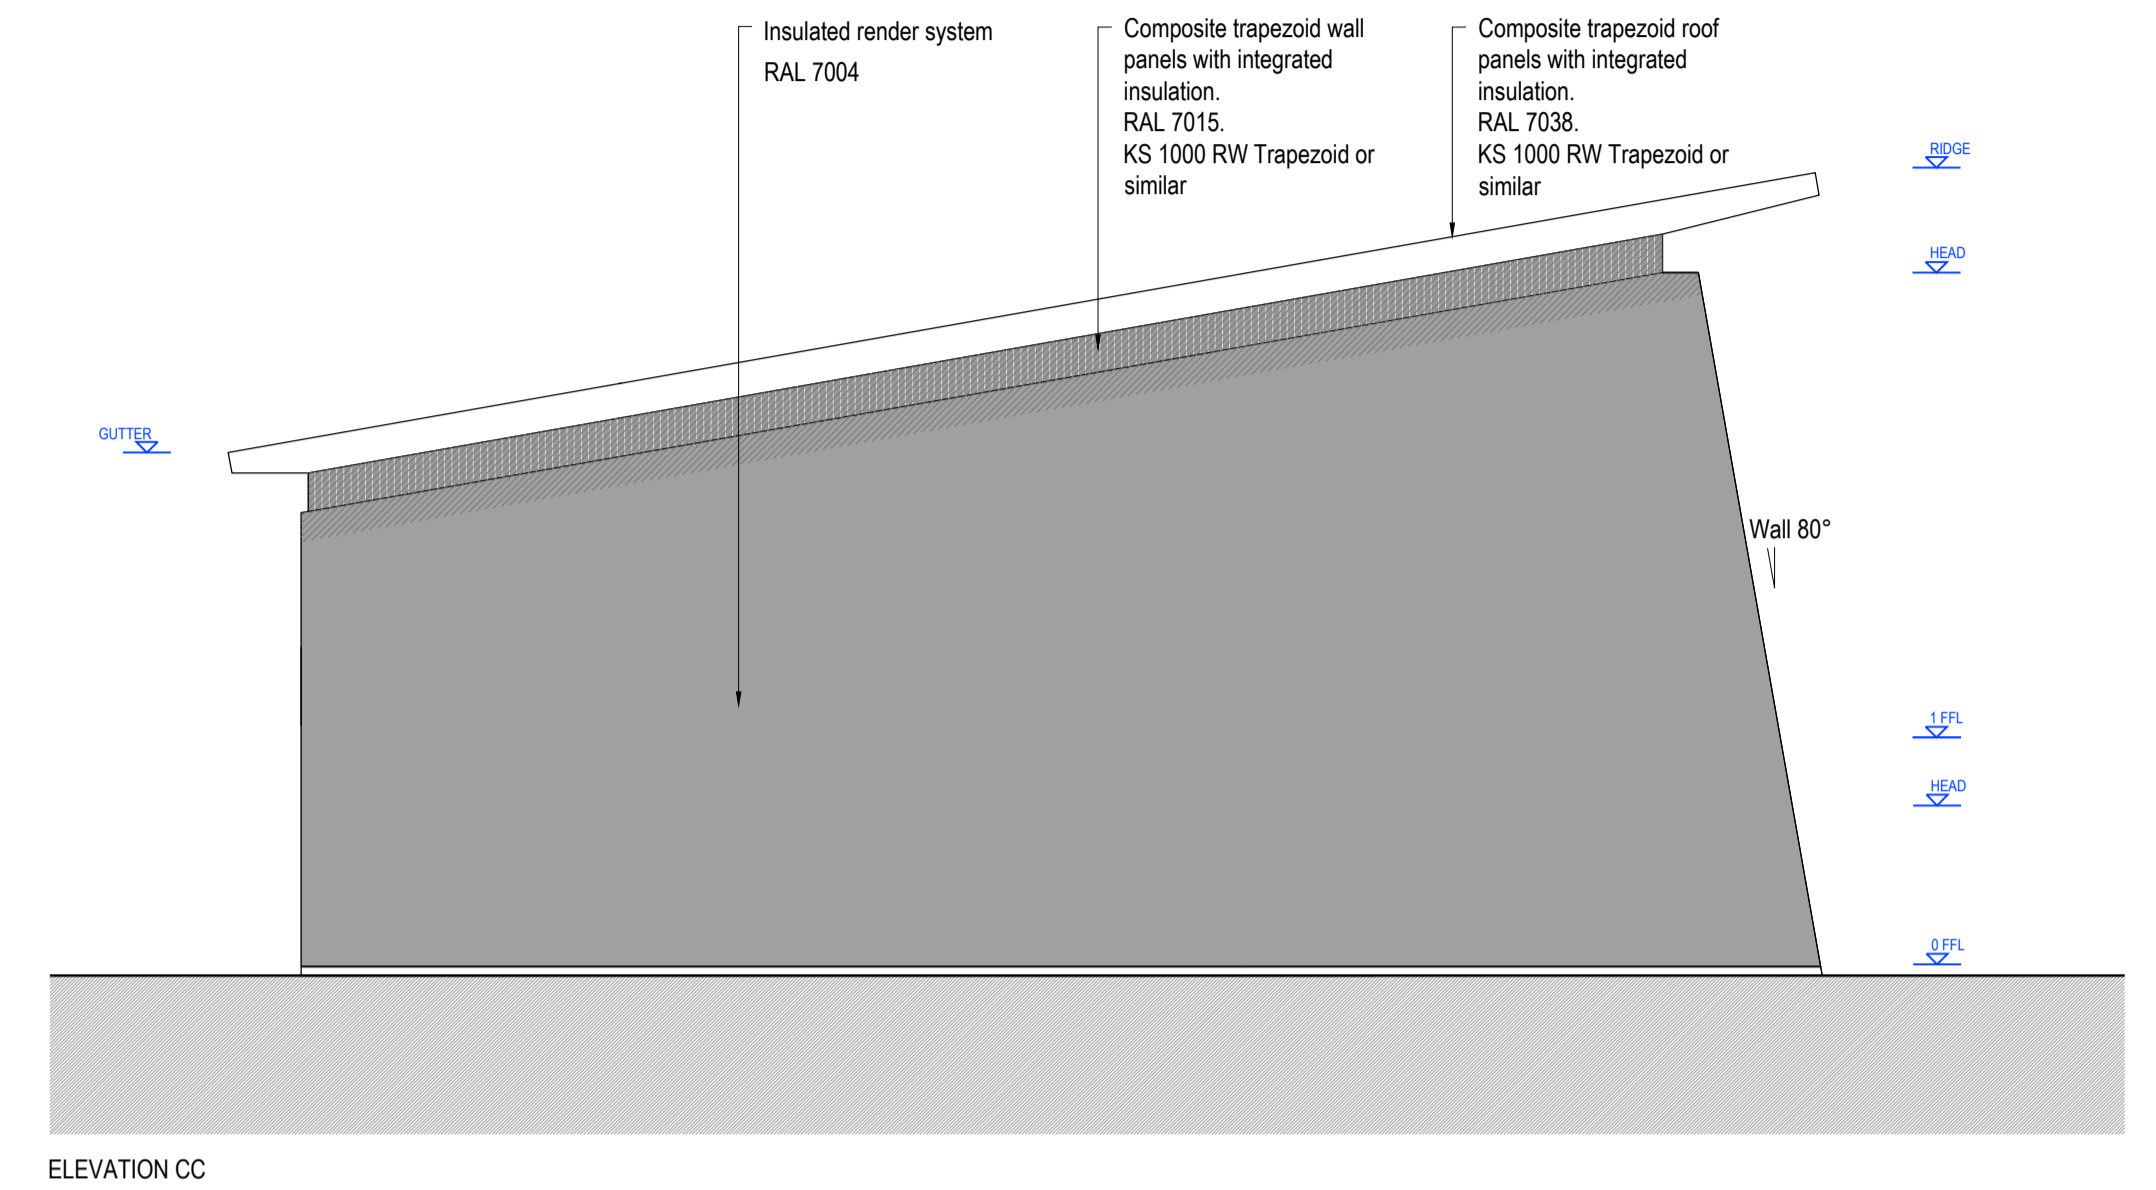 Insulated render system
RAL 7004
Composite trapezoid wall
panels with integrated
insulation.
RAL 7015.
KS 1000 RW Trapezoid or
similar
Composite trapezoid roof
panels with integrated
insulation.
RAL 7038.
KS 1000 RW Trapezoid or
similar
RIDGE
HEAD
GUTTER
Wall 80°
1 FFL
HEAD
0 FFL
ELEVATION CC